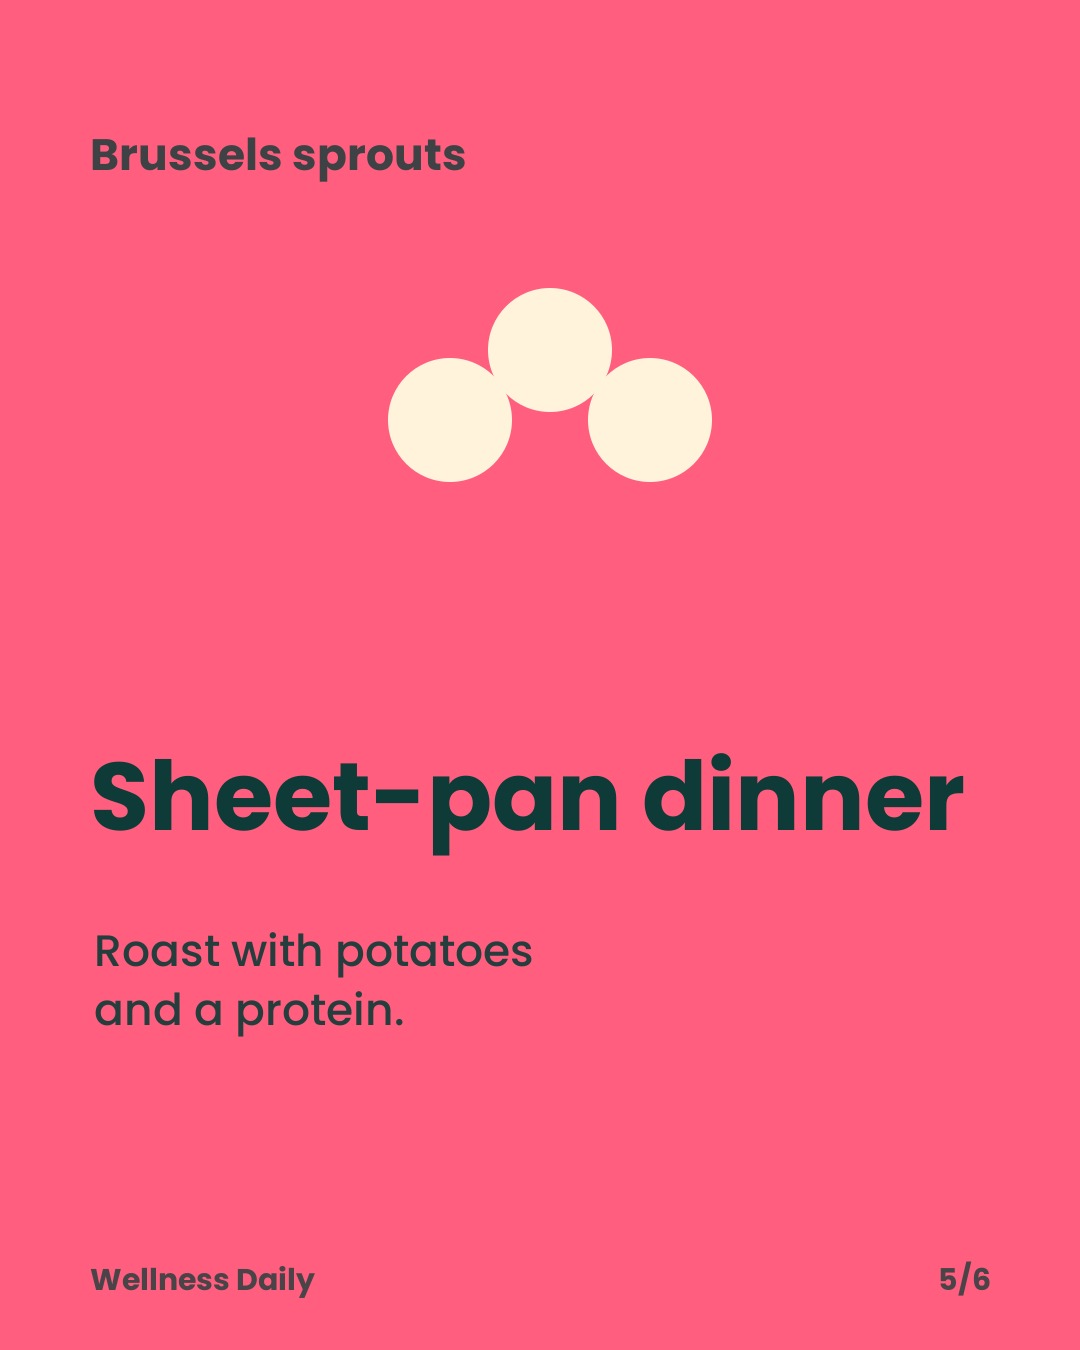 Brussels sprouts
Sheet-pan dinner
Roast with potatoes
and a protein.
Wellness Daily
5/6